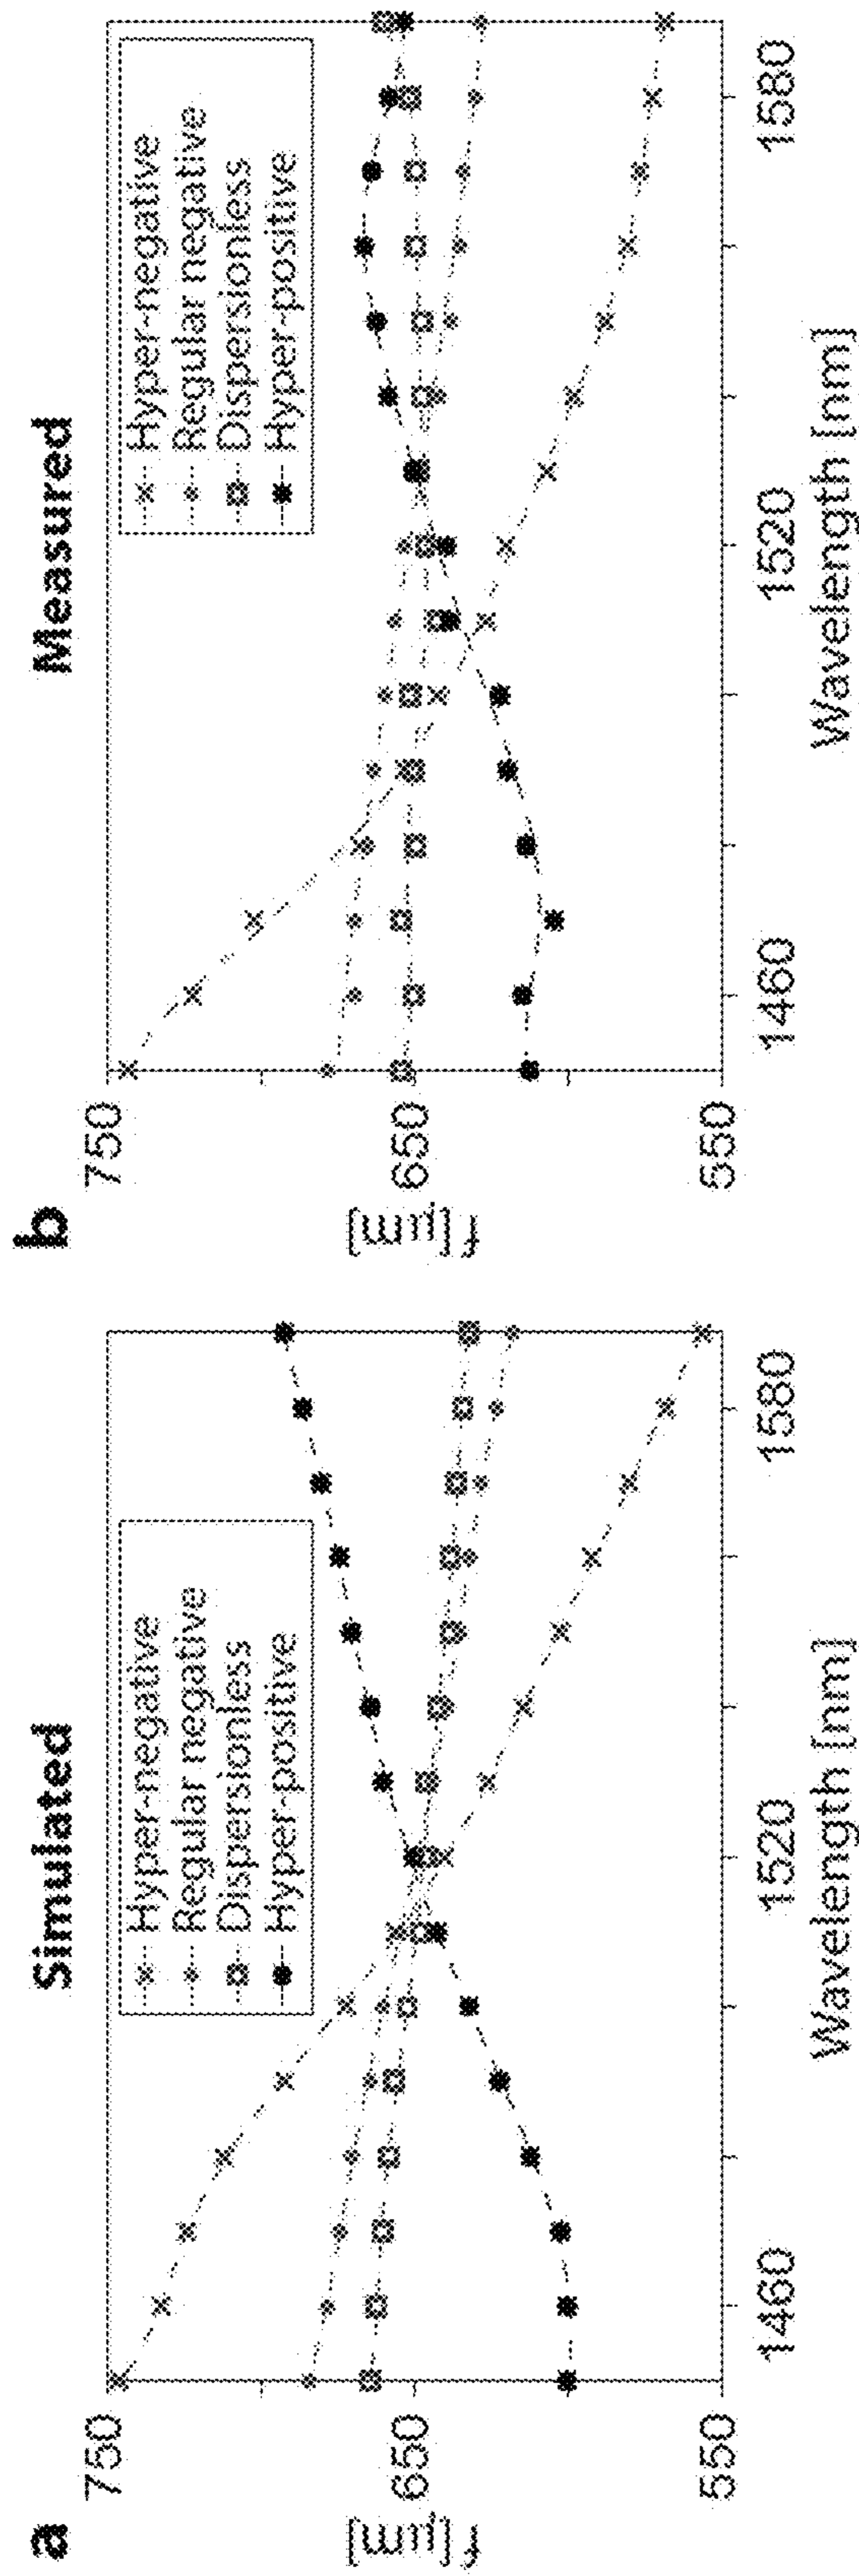 a
Simulated
Hyper-negative
Regular negative
Dispersionless
Hyper-positive
750
650
550
f[μm]
1460
1520
1580
Wavelength [nm]
b
Measured
Hyper-negative
Regular negative
Dispersionless
Hyper-positive
750
650
550
f[μm]
1460
1520
1580
Wavelength [nm]